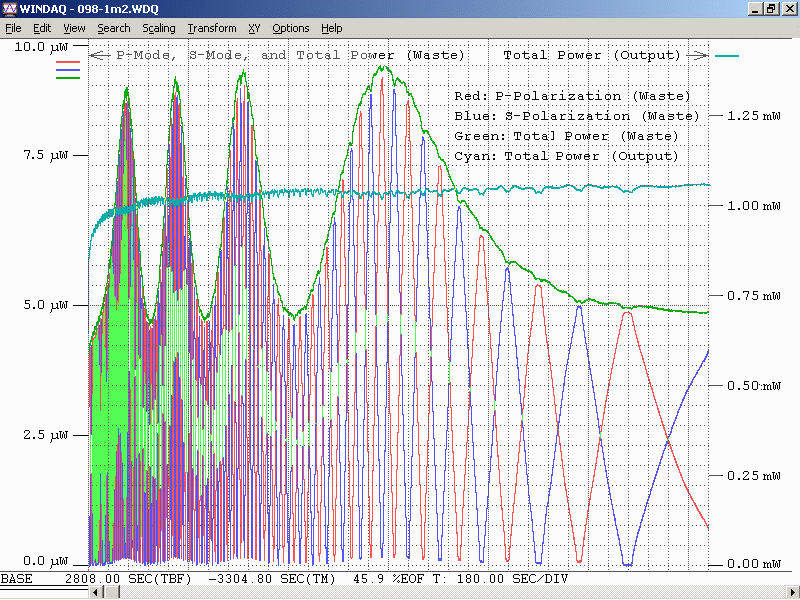 WINDAQ - 098-1m2.WDQ
File Edit View Search Scaling Transform XY Options Help
10.0 µW P-Mode, S-Mode, and Total Power (Waste) Total Power (Output)
Red: P-Polarization (Waste)
Blue: S-Polarization (Waste)
1.25 mW
Green: Total Power (Waste)
7.5 µW Cyan: Total Power (Output)
1.00 mW
0.75 mW
5.0 µW
0.50 mW
2.5 µW
0.25 mW
0.0 µW 0.00 mW
BASE 2808.00 SEC(TBF) -3304.80 SEC(TM) 45.9 %EOF T: 180.00 SEC/DIV